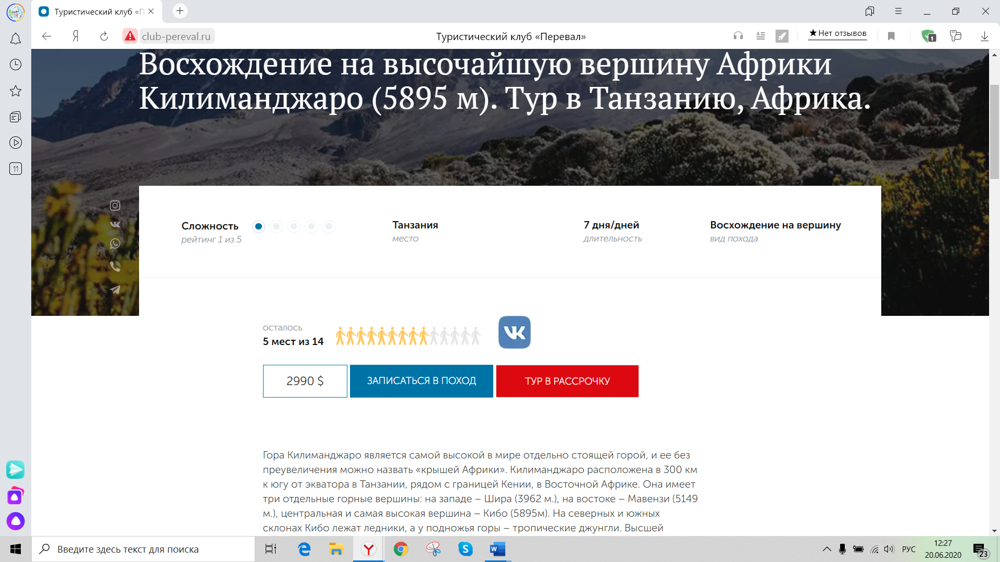 Туристический клуб «П
club-pereval.ru
Туристический клуб «Перевал»
Нет отзывов
1
11
Восхождение на высочайшую вершину Африки
Килиманджаро (5895 м). Тур в Танзанию, Африка.
Сложность
рейтинг 1 из 5
Танзания
место
7 дня/дней
длительность
Восхождение на вершину
вид похода
осталось
5 мест из 14
2990 $
ЗАПИСАТЬСЯ В ПОХОД
ТУР В РАССРОЧКУ
Гора Килиманджаро является самой высокой в мире отдельно стоящей горой, и ее без
преувеличения можно назвать «крышей Африки». Килиманджаро расположена в 300 км
к югу от экватора в Танзании, рядом с границей Кении, в Восточной Африке. Она имеет
три отдельные горные вершины: на западе – Шира (3962 м.), на востоке – Мавензи (5149
м.), центральная и самая высокая вершина – Кибо (5895м). На северных и южных
склонах Кибо лежат ледники, а у подножья горы – тропические джунгли. Высшей
Введите здесь текст для поиска
РУС
12:27
20.06.2020
23